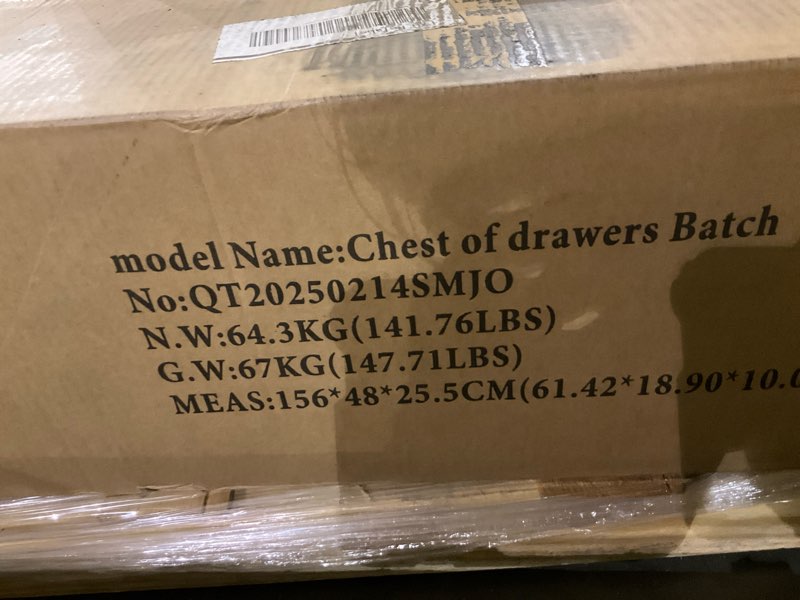 model Name:Chest of drawers Batch
No:QT20250214SMJO
N.W:64.3KG(141.76LBS)
G.W:67KG(147.71LBS)
MEAS:156*48*25.5CM(61.42*18.90*10.0